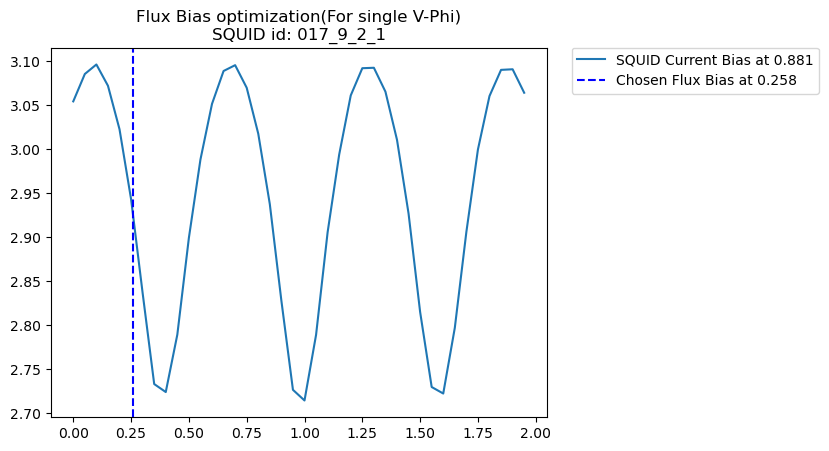 Flux Bias optimization(For single V-Phi)
SQUID id: 017_9_2_1
SQUID Current Bias at 0.881
Chosen Flux Bias at 0.258
3.10
3.05
3.00
2.95
2.90
2.85
2.80
2.75
2.70
0.00 0.25 0.50 0.75 1.00 1.25 1.50 1.75 2.00